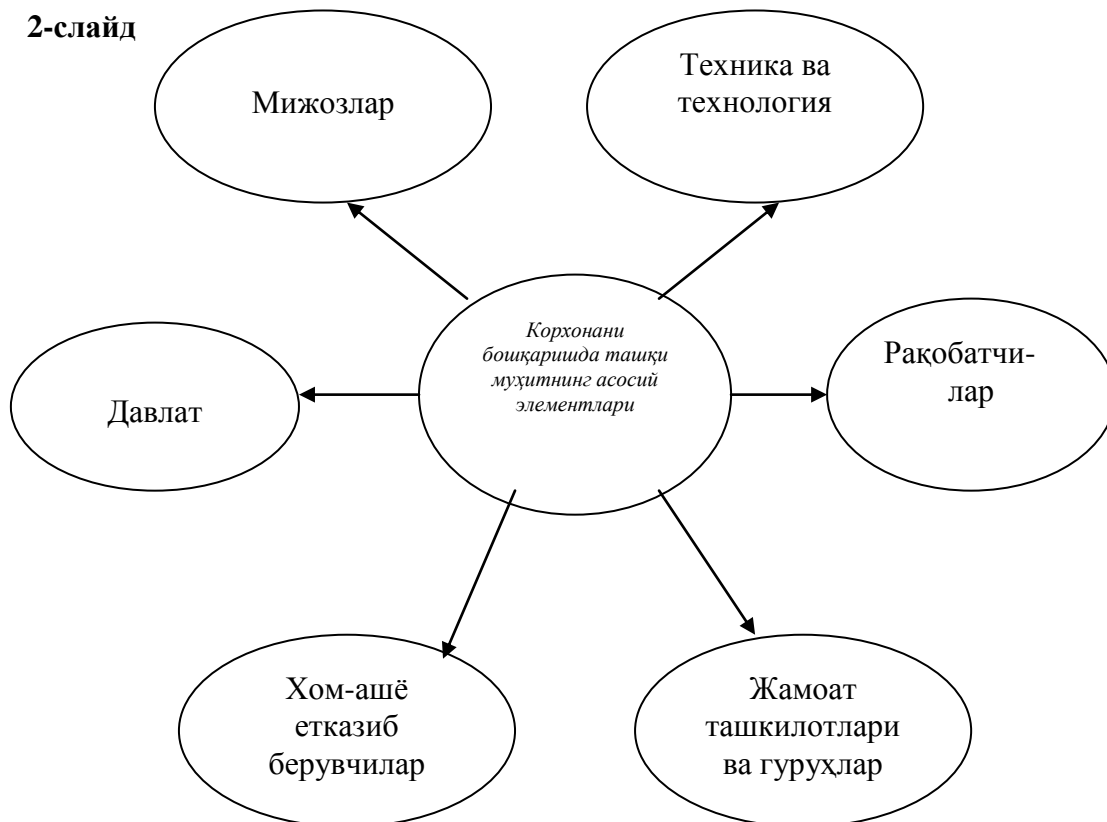 2-слайд
Мижозлар
Техника ва
технология
Корхонани
бошқаришда ташқи
муҳитнинг асосий
элементлари
Давлат
Рақобатчи-
лар
Хом-ашё
етказиб
берувчилар
Жамоат
ташкилотлари
ва гуруҳлар